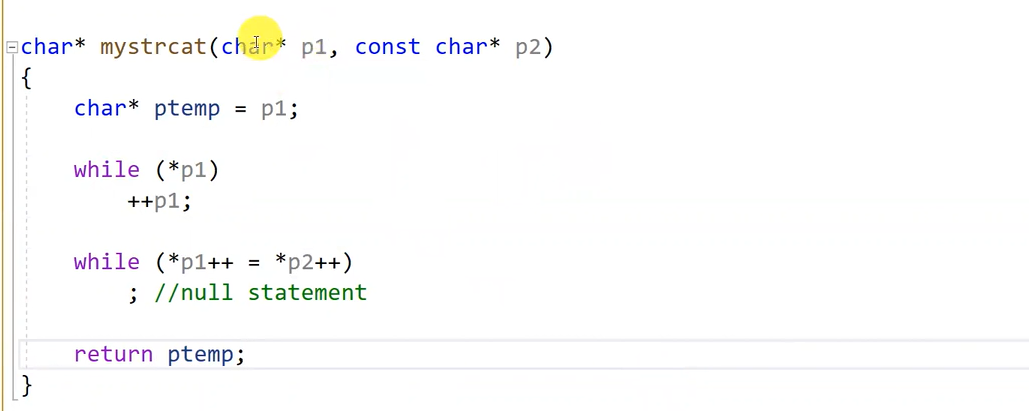 char* mystrcat(char* p1, const char* p2)
{
char* ptemp = p1;
while (*p1)
++p1;
while (*p1++ = *p2++)
; //null statement
return ptemp;
}